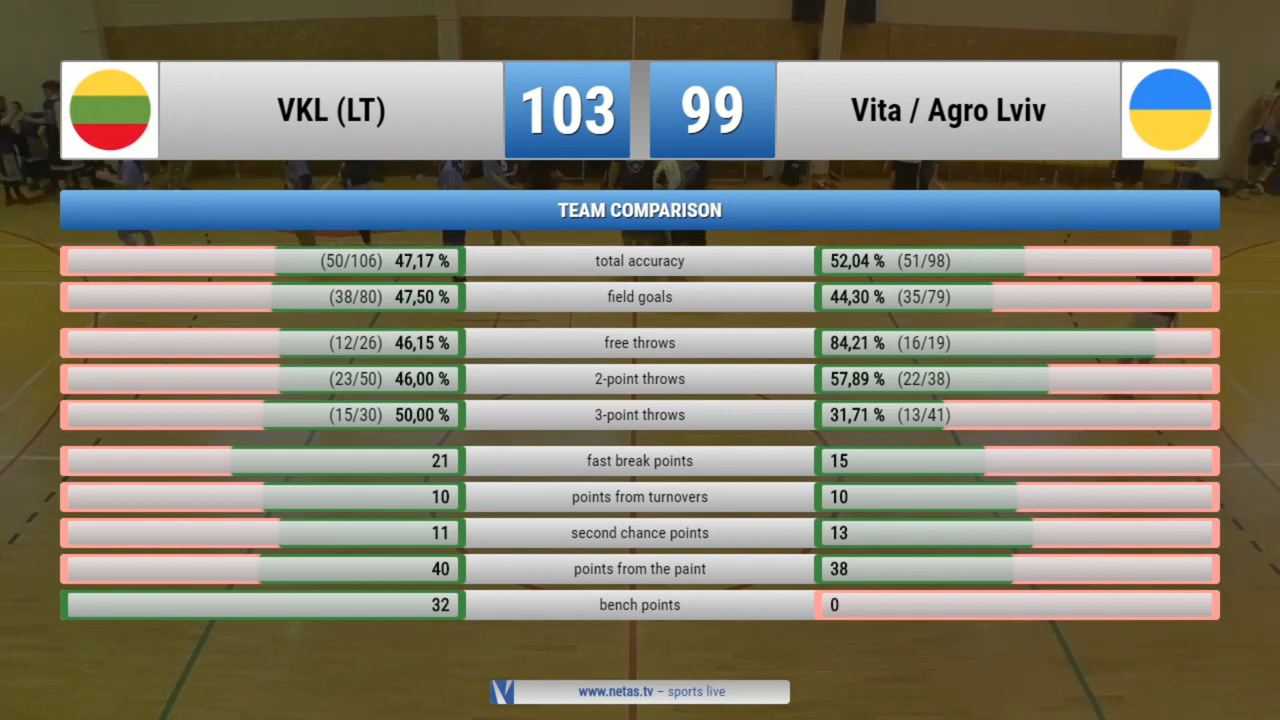 VKL (LT) 103 99 Vita / Agro Lviv
TEAM COMPARISON
(50/106) 47,17 % total accuracy 52,04 % (51/98)
(38/80) 47,50 % field goals 44,30 % (35/79)
(12/26) 46,15 % free throws 84,21 % (16/19)
(23/50) 46,00 % 2-point throws 57,89 % (22/38)
(15/30) 50,00 % 3-point throws 31,71 % (13/41)
21 fast break points 15
10 points from turnovers 10
11 second chance points 13
40 points from the paint 38
32 bench points 0
www.netas.tv – sports live